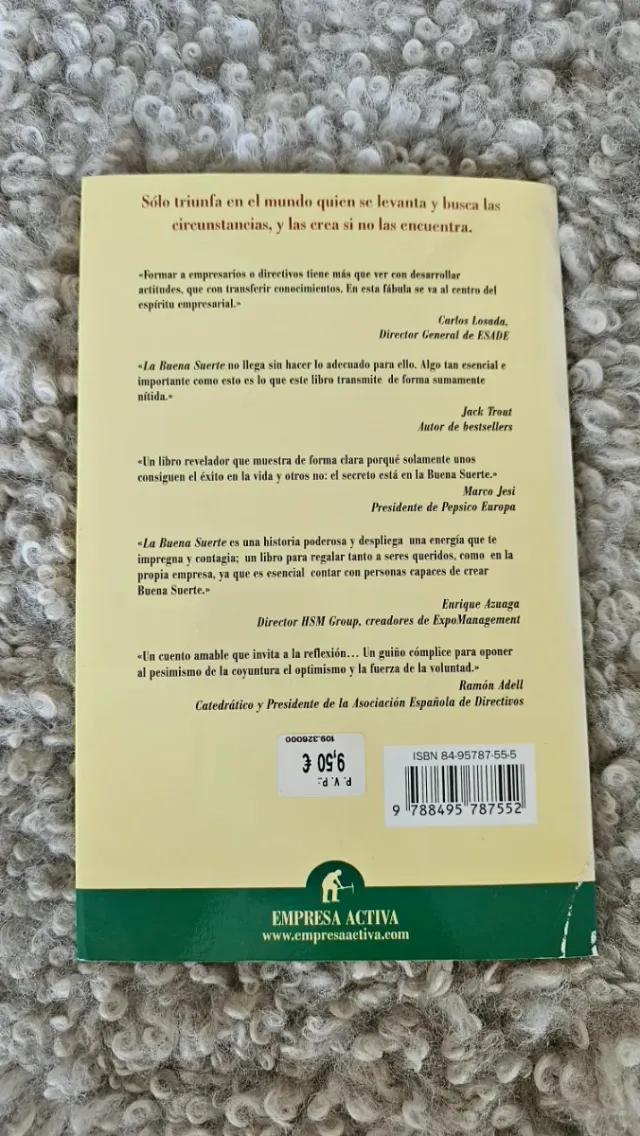 Sólo triunfa en el mundo quien se levanta y busca las
circunstancias, y las crea si no las encuentra.
«Formar a empresarios o directivos tiene más que ver con desarrollar
actitudes, que con transferir conocimientos. En esta fábula se va al centro del
espíritu empresarial.»
Carlos Losada,
Director General de ESADE
«La Buena Suerte no llega sin hacer lo adecuado para ello. Algo tan esencial e
importante como esto es lo que este libro transmite de forma sumamente
nítida.»
Jack Trout
Autor de bestsellers
«Un libro revelador que muestra de forma clara porqué solamente unos
consiguen el éxito en la vida y otros no: el secreto está en la Buena Suerte.»
Marco Jesi
Presidente de Pepsico Europa
«La Buena Suerte es una historia poderosa y despliega una energía que te
impregna y contagia; un libro para regalar tanto a seres queridos, como en la
propia empresa, ya que es esencial contar con personas capaces de crear
Buena Suerte.»
Enrique Azuaga
Director HSM Group, creadores de ExpoManagement
«Un cuento amable que invita a la reflexión... Un guiño cómplice para oponer
al pesimismo de la coyuntura el optimismo y la fuerza de la voluntad.»
Ramón Adell
Catedrático y Presidente de la Asociación Española de Directivos
P. V. P.:
9,50 €
109.326000
ISBN 84-95787-55-5
9 788495 787552
EMPRESA ACTIVA
www.empresaactiva.com